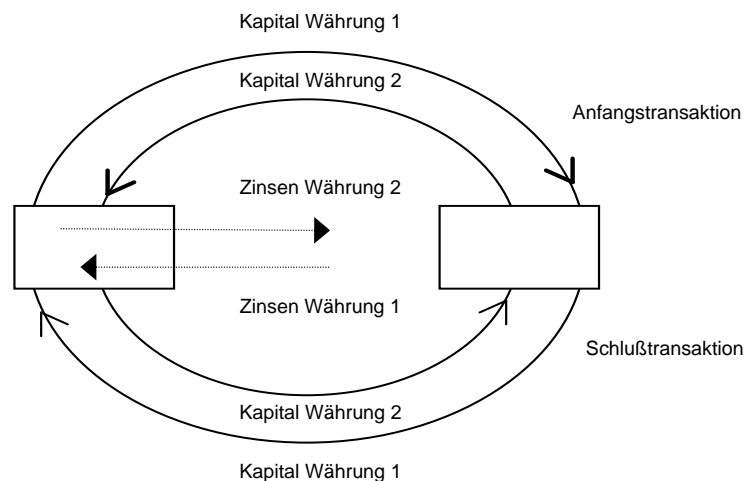 Kapital Währung 1
Kapital Währung 2
Anfangstransaktion
Zinsen Währung 2
Zinsen Währung 1
Schlußtransaktion
Kapital Währung 2
Kapital Währung 1